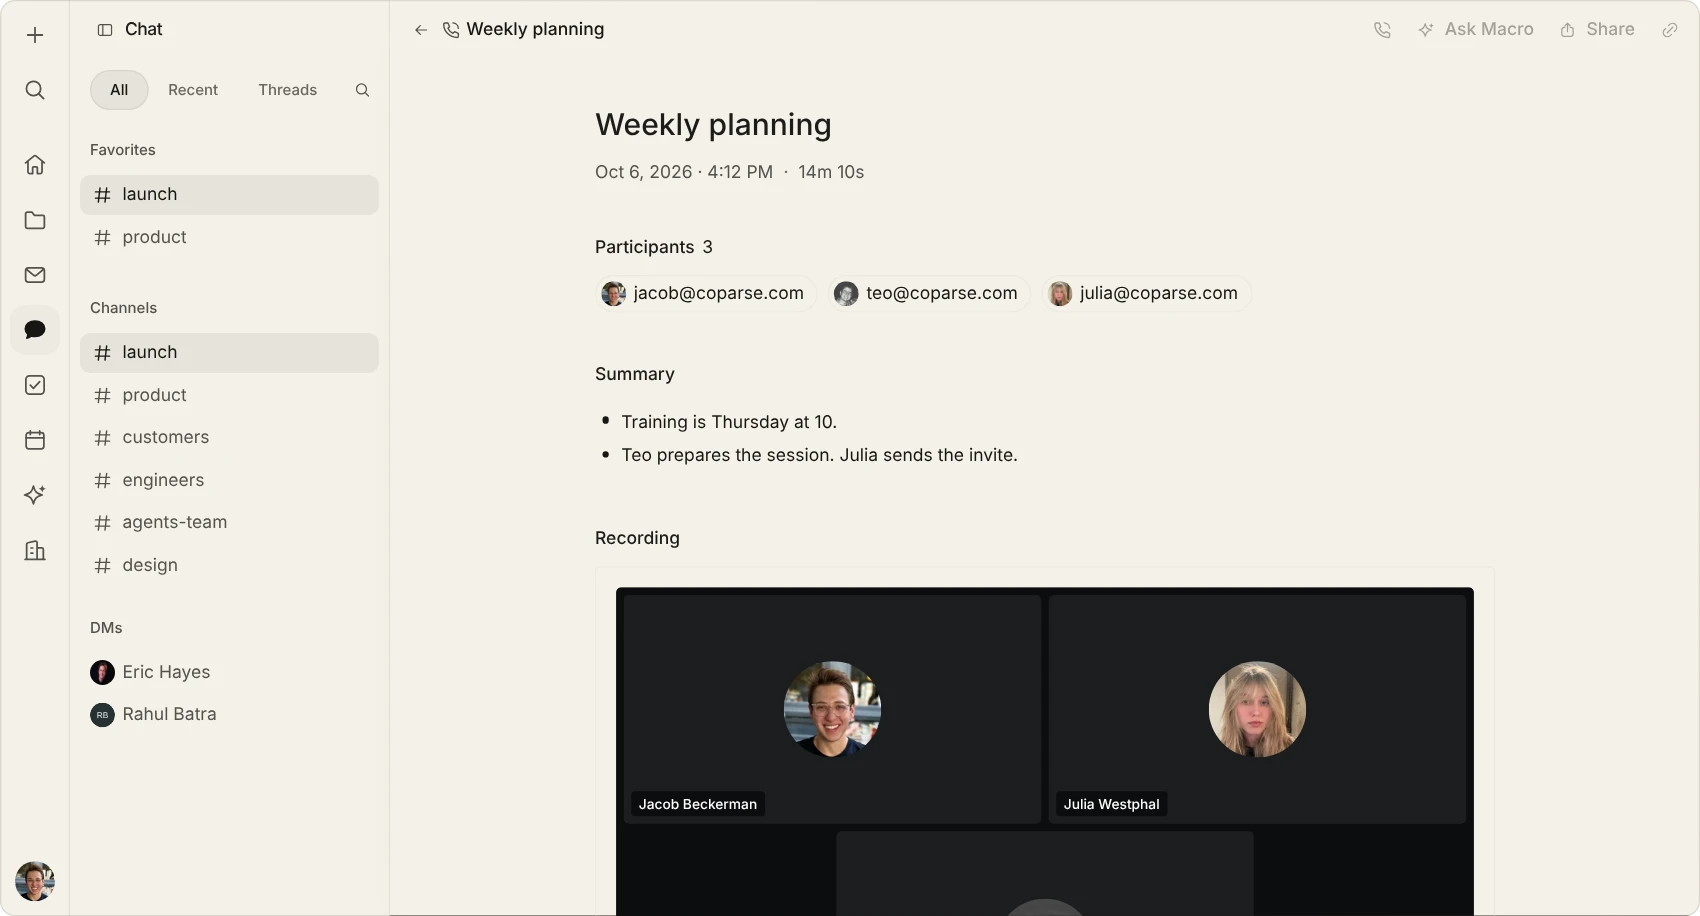 Chat
All Recent Threads
Favorites
launch
product
Channels
launch
product
customers
engineers
agents-team
design
DMs
Eric Hayes
RB Rahul Batra
Weekly planning
Ask Macro
Share
Weekly planning
Oct 6, 2026 · 4:12 PM · 14m 10s
Participants 3
jacob@coparse.com teo@coparse.com julia@coparse.com
Summary
• Training is Thursday at 10.
• Teo prepares the session. Julia sends the invite.
Recording
Jacob Beckerman
Julia Westphal